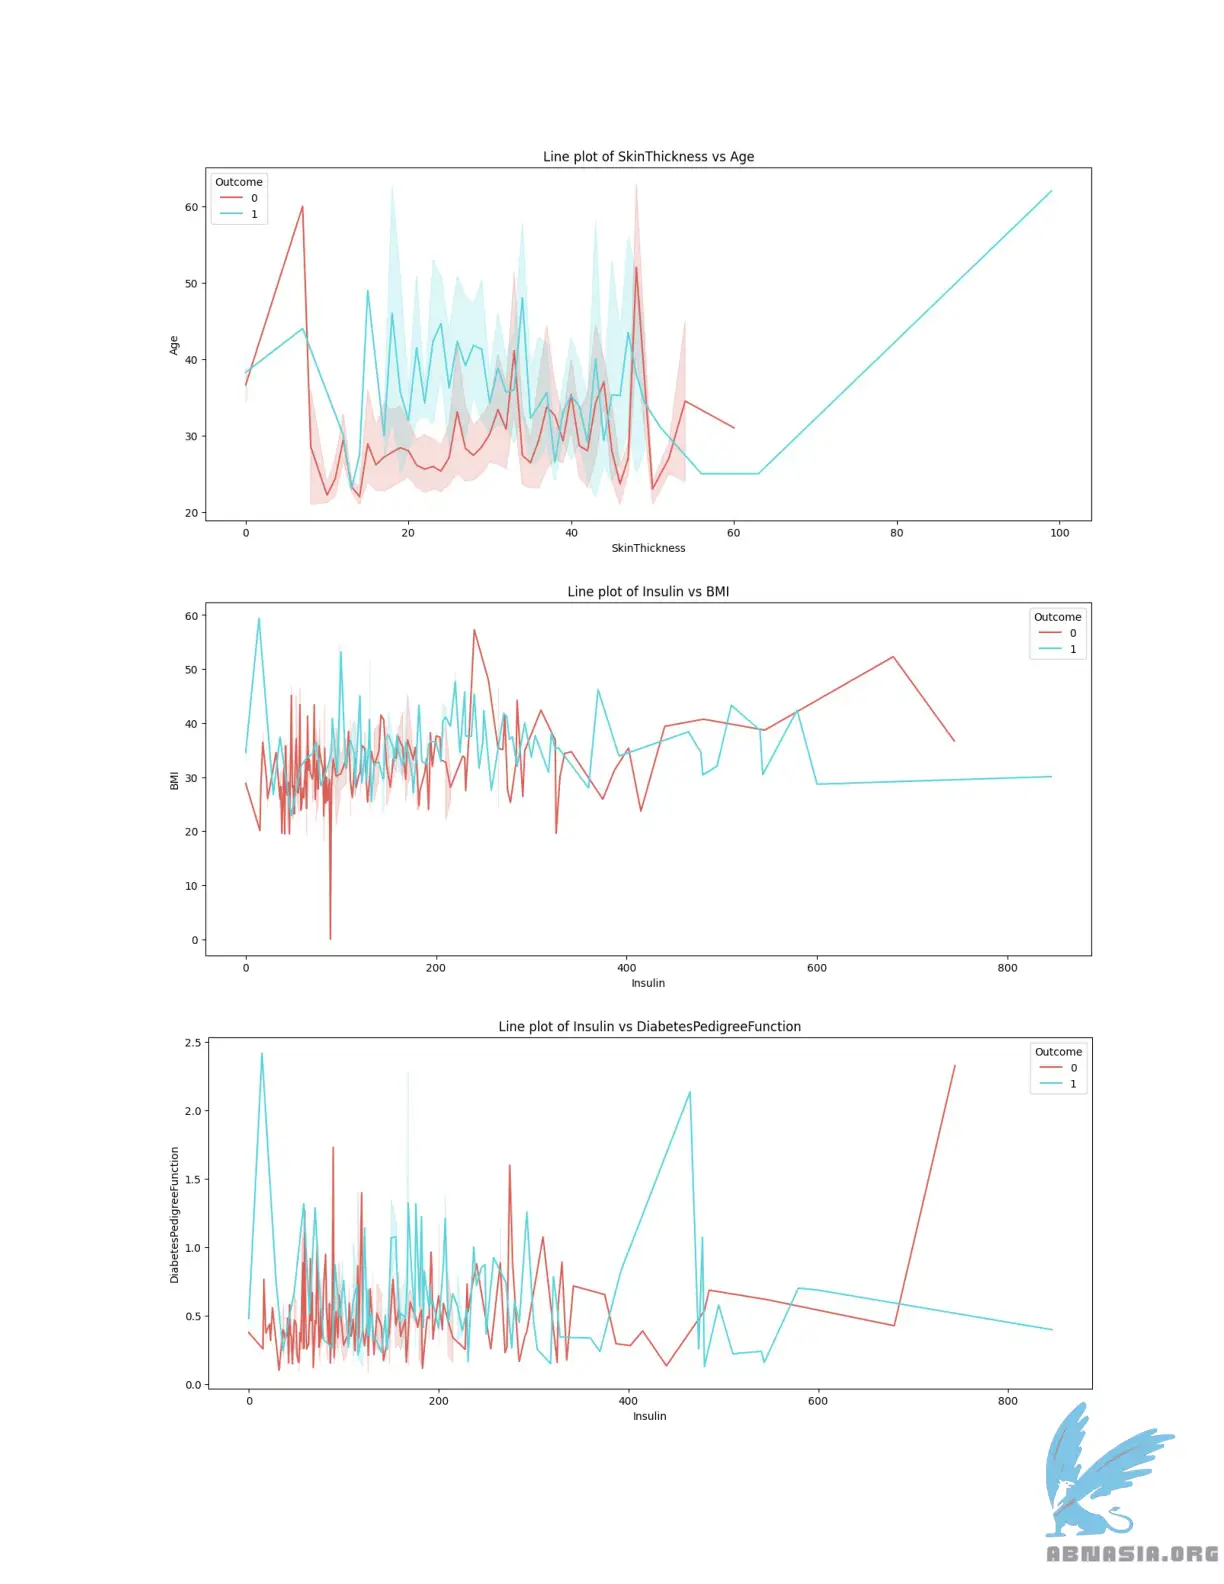 Line plot of SkinThickness vs Age
Outcome
0
1
60
50
40
30
20
Age
0 20 40 60 80 100
SkinThickness
Line plot of Insulin vs BMI
Outcome
0
1
60
50
40
30
20
10
0
BMI
0 200 400 600 800
Insulin
Line plot of Insulin vs DiabetesPedigreeFunction
Outcome
0
1
2.5
2.0
1.5
1.0
0.5
0.0
DiabetesPedigreeFunction
0 200 400 600 800
Insulin
ABNASIA.ORG